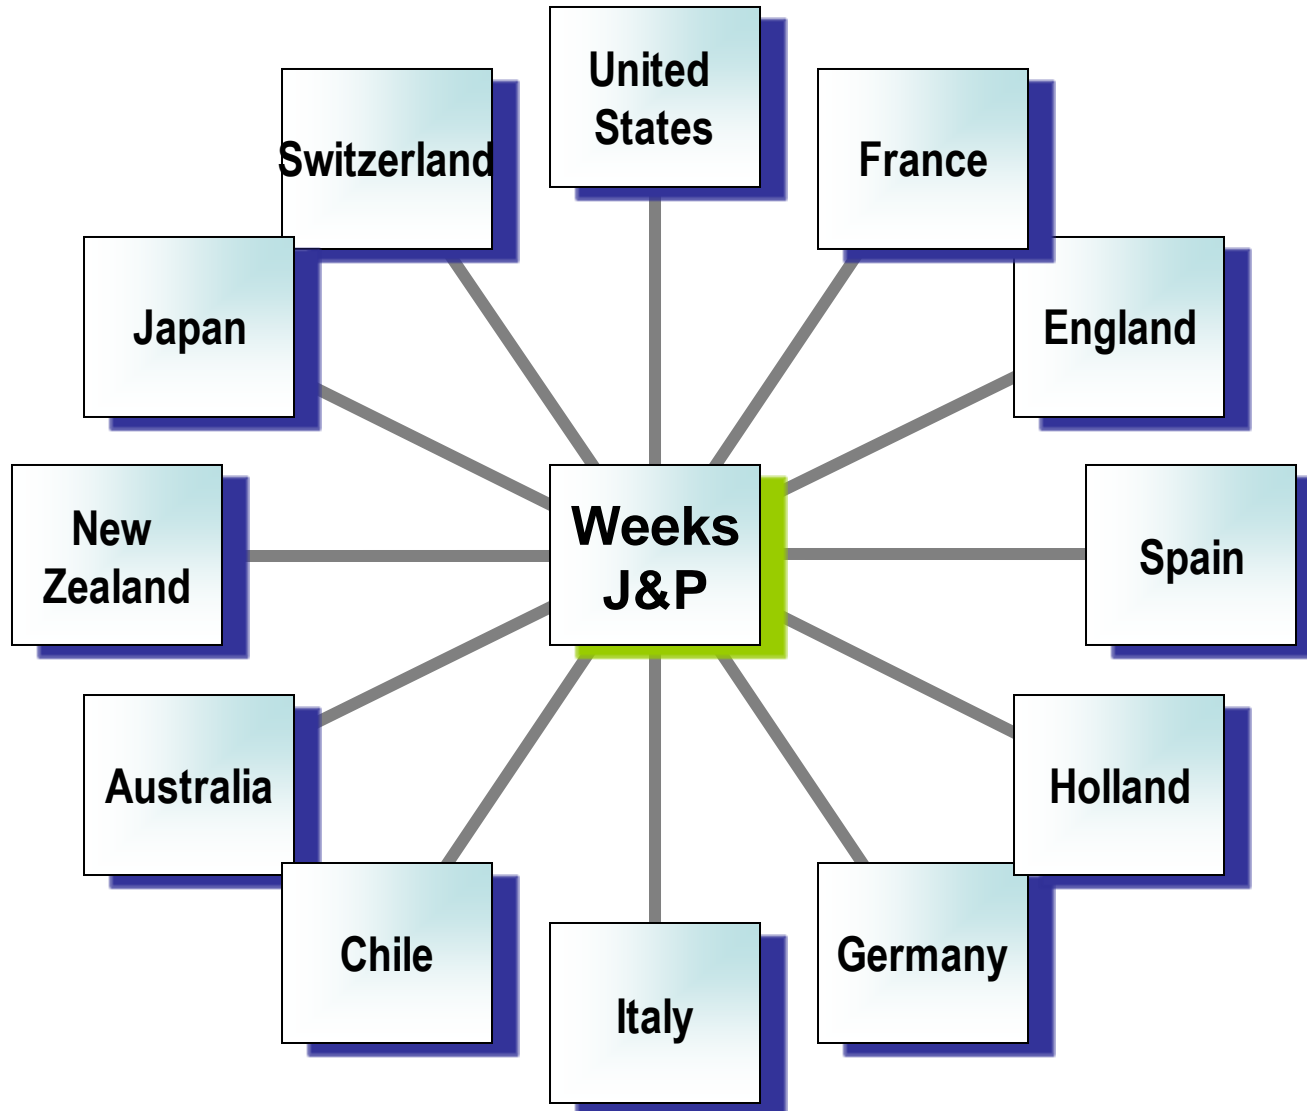 United
States
Switzerland
France
Japan
England
New
Zealand
Weeks
J&P
Spain
Australia
Holland
Chile
Germany
Italy